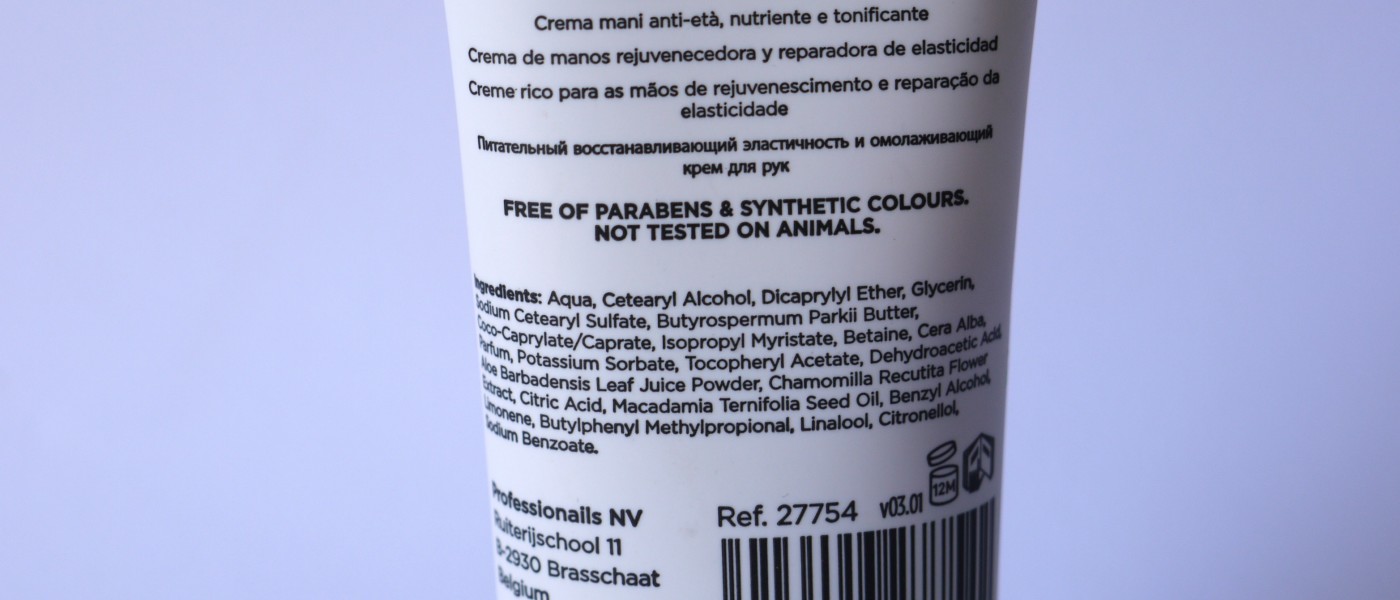 Crema mani anti-età, nutriente e tonificante
Crema de manos rejuvenecedora y reparadora de elasticidad
Creme rico para as mãos de rejuvenescimento e reparação da
elasticidade
Питательный восстанавливающий эластичность и омолаживающий
крем для рук
FREE OF PARABENS & SYNTHETIC COLOURS.
NOT TESTED ON ANIMALS.
Ingredients: Aqua, Cetearyl Alcohol, Dicaprylyl Ether, Glycerin,
Sodium Cetearyl Sulfate, Butyrospermum Parkii Butter,
Coco-Caprylate/Caprate, Isopropyl Myristate, Betaine, Cera Alba,
Parfum, Potassium Sorbate, Tocopheryl Acetate, Dehydroacetic Acid,
Aloe Barbadensis Leaf Juice Powder, Chamomilla Recutita Flower
Extract, Citric Acid, Macadamia Ternifolia Seed Oil, Benzyl Alcohol,
Limonene, Butylphenyl Methylpropional, Linalool, Citronellol,
Sodium Benzoate.
Professionails NV
Ruiterijschool 11
B-2930 Brasschaat
Belgium
Ref. 27754 v03.01
12M